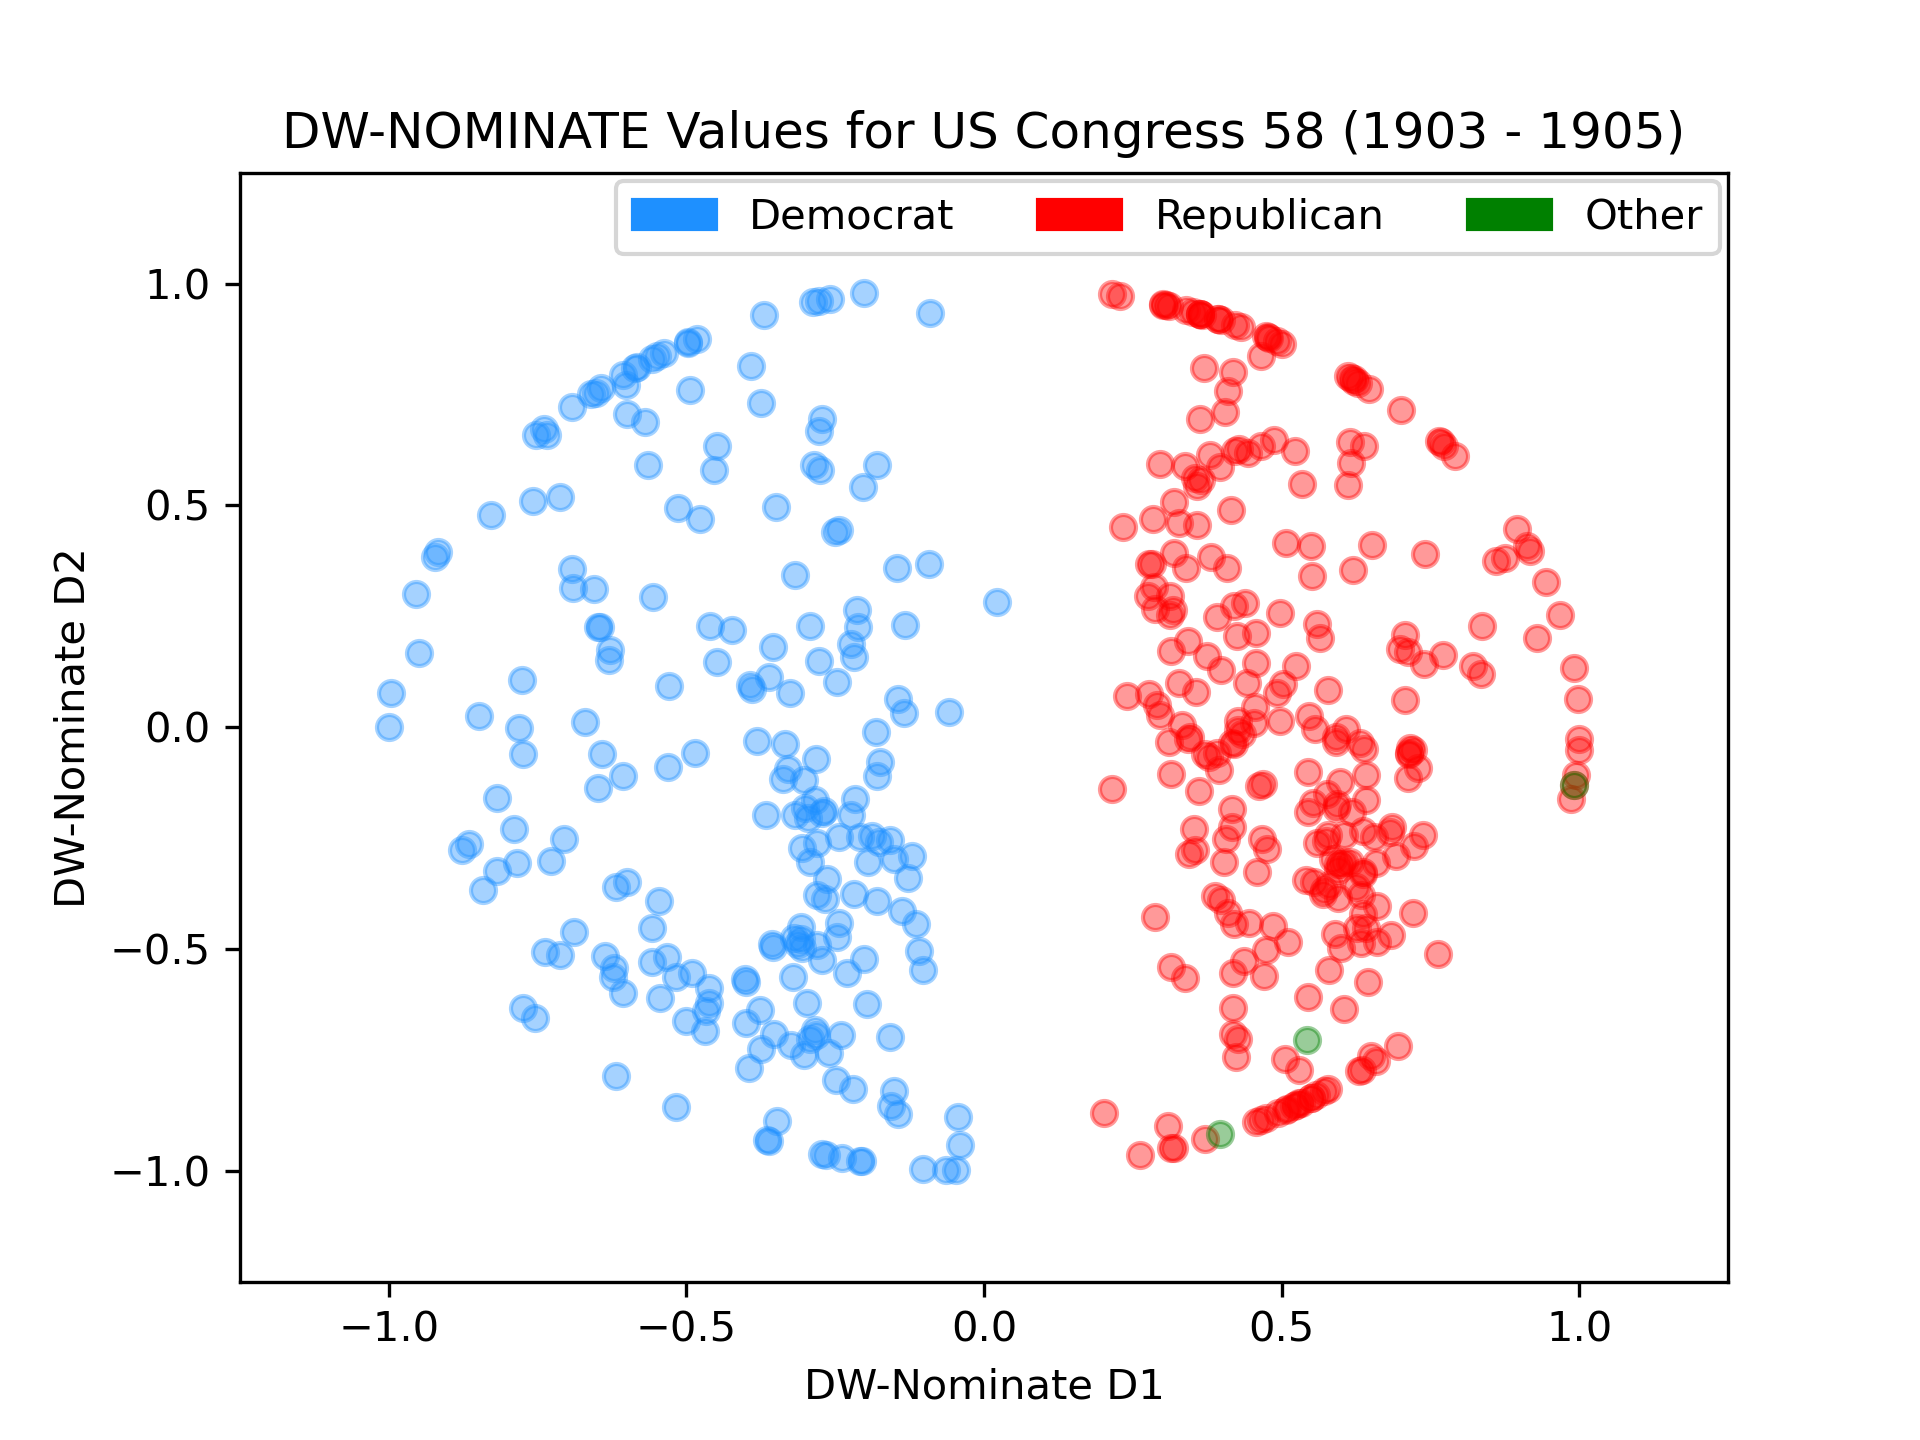 DW-NOMINATE Values for US Congress 58 (1903 - 1905)
Democrat Republican Other
1.0
0.5
0.0
−0.5
−1.0
DW-Nominate D2
−1.0 −0.5 0.0 0.5 1.0
DW-Nominate D1